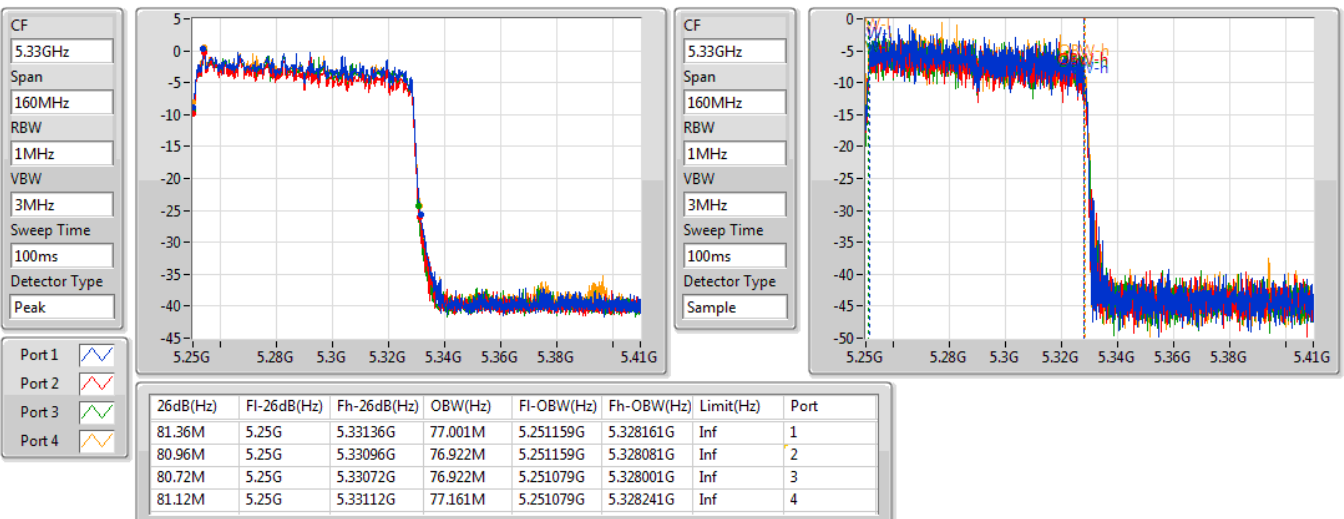 CF
5.33GHz
Span
160MHz
RBW
1MHz
VBW
3MHz
Sweep Time
100ms
Detector Type
Peak
5
0
-5
-10
-15
-20
-25
-30
-35
-40
-45
5.25G 5.28G 5.3G 5.32G 5.34G 5.36G 5.38G 5.41G
CF
5.33GHz
Span
160MHz
RBW
1MHz
VBW
3MHz
Sweep Time
100ms
Detector Type
Sample
0
-5
-10
-15
-20
-25
-30
-35
-40
-45
-50
5.25G 5.28G 5.3G 5.32G 5.34G 5.36G 5.38G 5.41G
Port 1
Port 2
Port 3
Port 4
26dB(Hz) Fl-26dB(Hz) Fh-26dB(Hz) OBW(Hz) Fl-OBW(Hz) Fh-OBW(Hz) Limit(Hz) Port
81.36M 5.25G 5.33136G 77.001M 5.251159G 5.328161G Inf 1
80.96M 5.25G 5.33096G 76.922M 5.251159G 5.328081G Inf 2
80.72M 5.25G 5.33072G 76.922M 5.251079G 5.328001G Inf 3
81.12M 5.25G 5.33112G 77.161M 5.251079G 5.328241G Inf 4